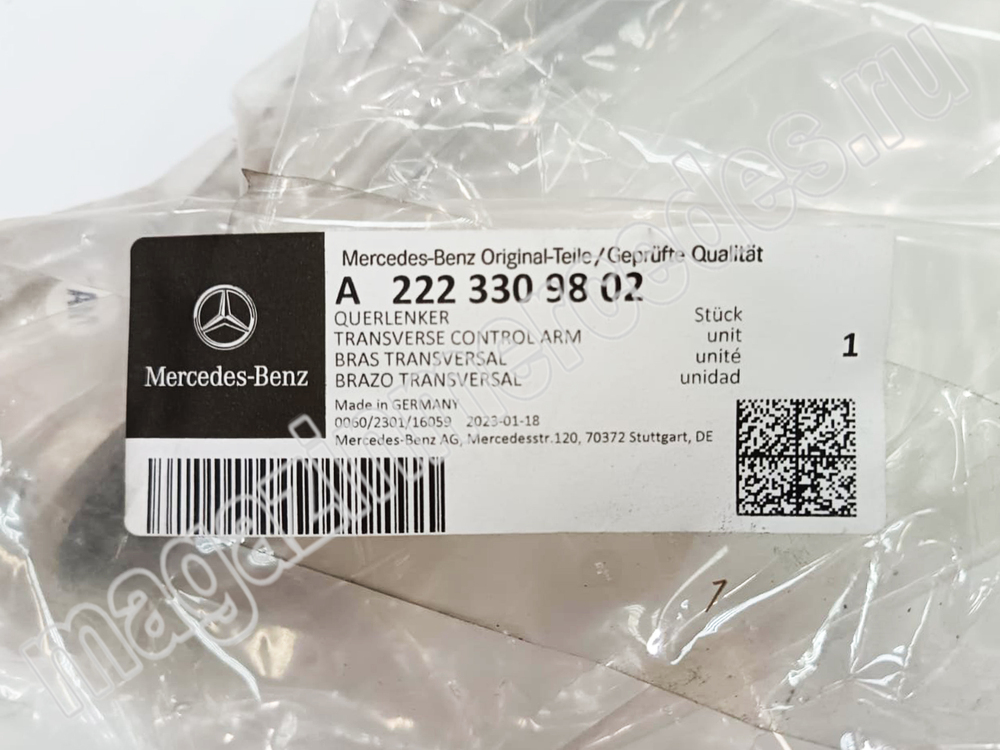 Mercedes-Benz
Mercedes-Benz Original-Teile/Geprüfte Qualität
A 222 330 98 02
QUERLENKER Stück
TRANSVERSE CONTROL ARM unit
BRAS TRANSVERSAL unité
BRAZO TRANSVERSAL unidad
1
Made in GERMANY
0060/2301/16059 2023-01-18
Mercedes-Benz AG, Mercedesstr.120, 70372 Stuttgart, DE
7
magazinmercedes.ru